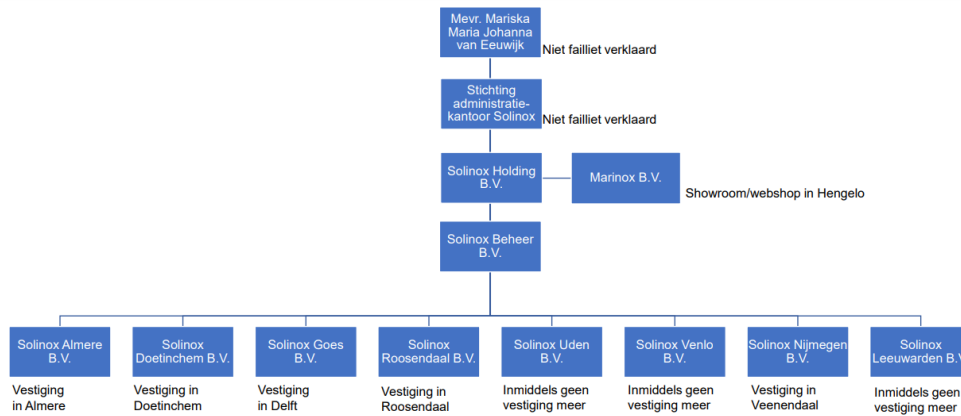 Mevr. Mariska
Maria Johanna
van Eeuwijk
Niet failliet verklaard
Stichting
administratie-
kantoor Solinox
Niet failliet verklaard
Solinox Holding
B.V.
Marinox B.V.
Showroom/webshop in Hengelo
Solinox Beheer
B.V.
Solinox Almere
B.V.
Vestiging
in Almere
Solinox
Doetinchem B.V.
Vestiging in
Doetinchem
Solinox Goes
B.V.
Vestiging
in Delft
Solinox
Roosendaal B.V.
Vestiging in
Roosendaal
Solinox Uden
B.V.
Inmiddels geen
vestiging meer
Solinox Venlo
B.V.
Inmiddels geen
vestiging meer
Solinox Nijmegen
B.V.
Vestiging in
Veenendaal
Solinox
Leeuwarden B.V.
Inmiddels geen
vestiging meer